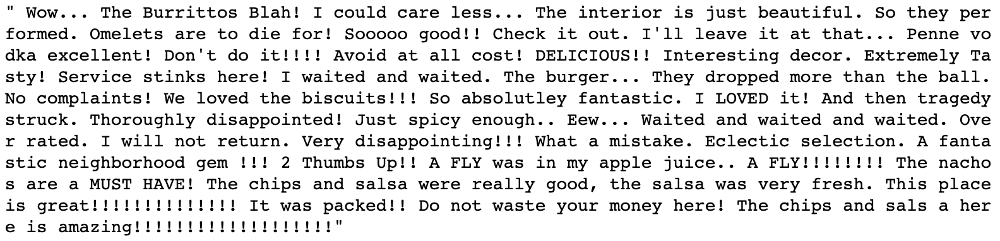 " Wow... The Burrittos Blah! I could care less... The interior is just beautiful. So they per
formed. Omelets are to die for! Sooooo good!! Check it out. I'll leave it at that... Penne vo
dka excellent! Don't do it!!!! Avoid at all cost! DELICIOUS!! Interesting decor. Extremely Ta
sty! Service stinks here! I waited and waited. The burger... They dropped more than the ball.
No complaints! We loved the biscuits!!! So absolutley fantastic. I LOVED it! And then tragedy
struck. Thoroughly disappointed! Just spicy enough.. Eew... Waited and waited and waited. Ove
r rated. I will not return. Very disappointing!!! What a mistake. Eclectic selection. A fanta
stic neighborhood gem !!! 2 Thumbs Up!! A FLY was in my apple juice.. A FLY!!!!!!!! The nacho
s are a MUST HAVE! The chips and salsa were really good, the salsa was very fresh. This place
is great!!!!!!!!!!!!!! It was packed!! Do not waste your money here! The chips and sals a her
e is amazing!!!!!!!!!!!!!!!!!!!"